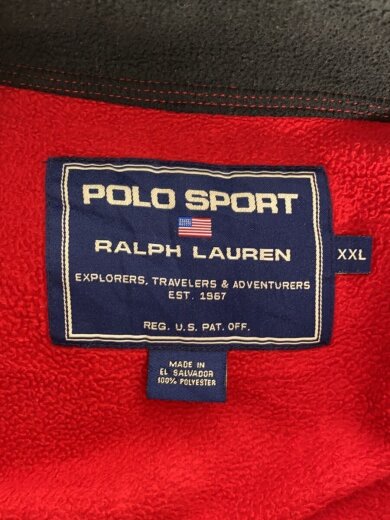 POLO SPORT
RALPH LAUREN
XXL
EXPLORERS, TRAVELERS & ADVENTURERS
EST. 1967
REG. U.S. PAT. OFF.
MADE IN
EL SALVADOR
100% POLYESTER